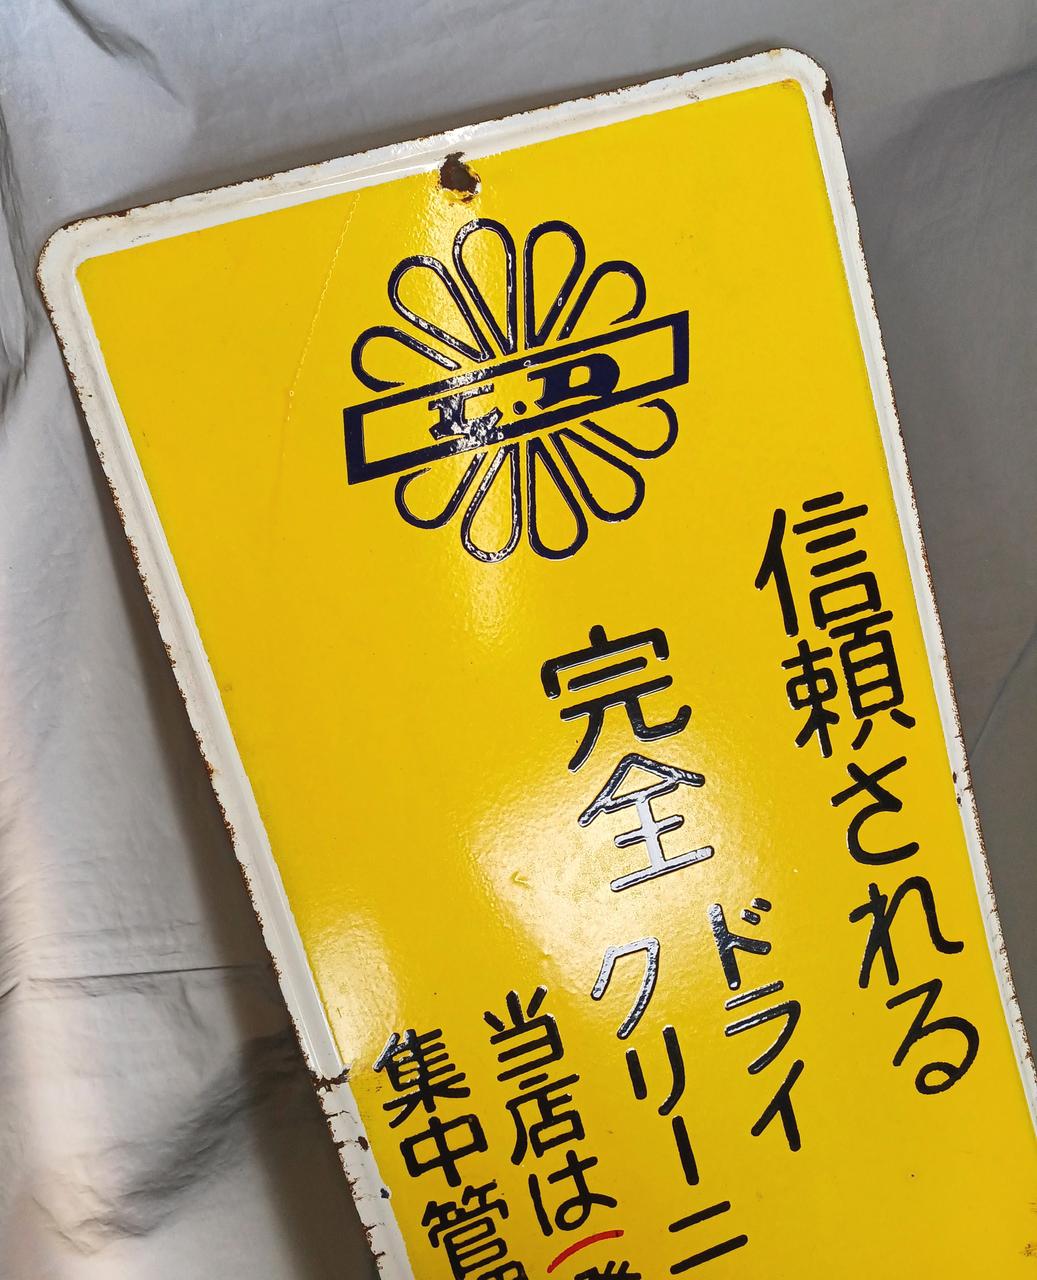 信頼される
完全
ドライ
クリーニ
当店は(
集中管